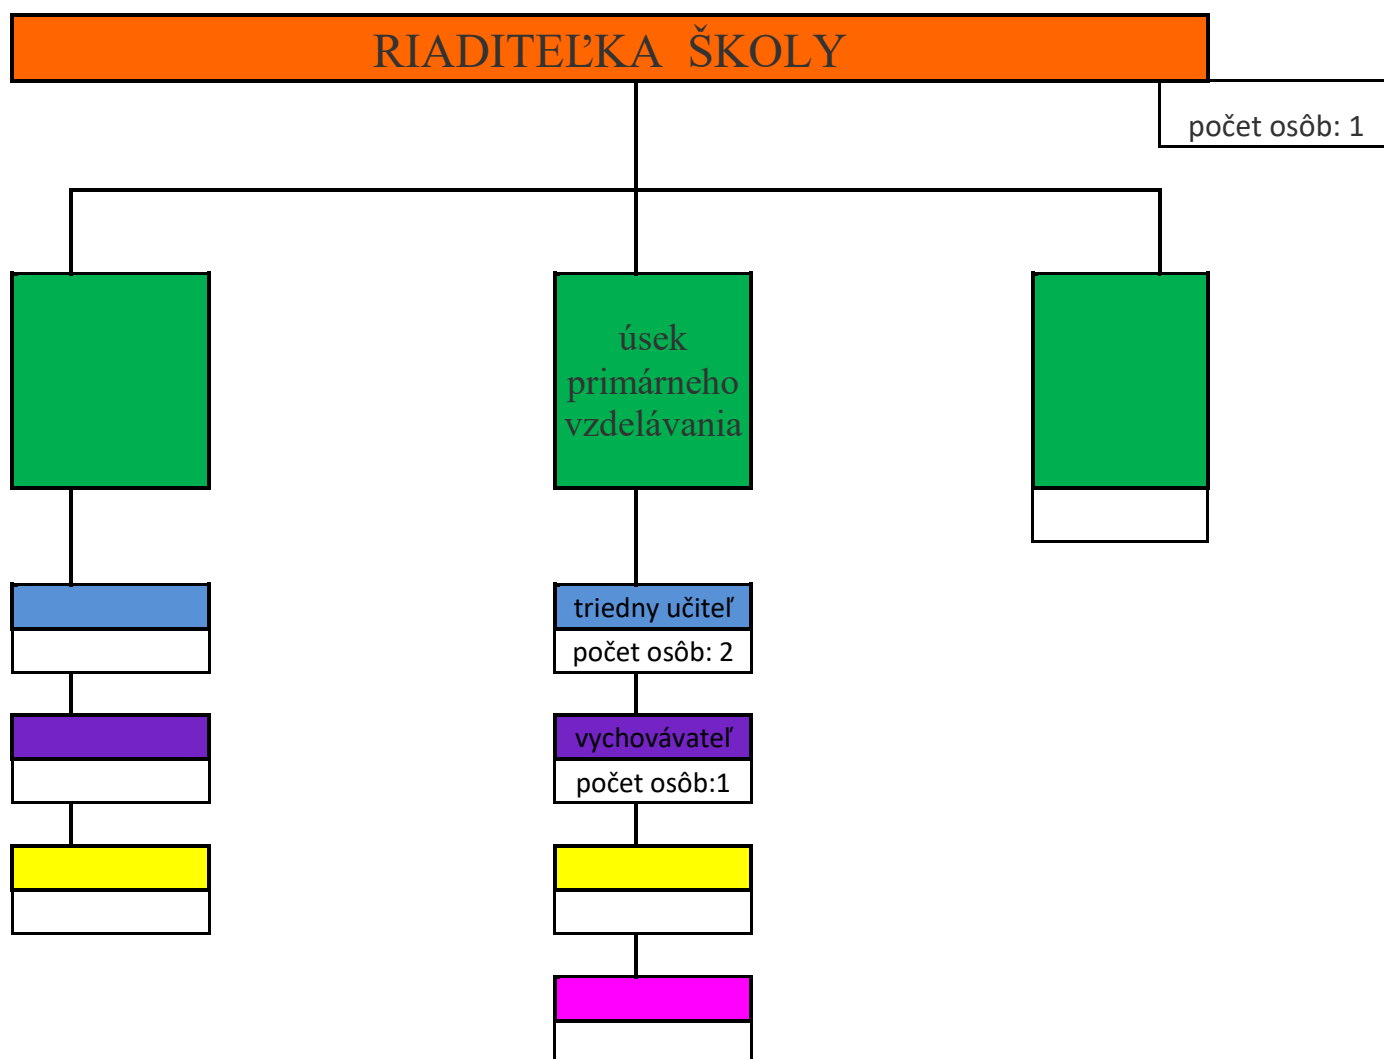 RIADITEĽKA ŠKOLY
počet osôb: 1
úsek
primárneho
vzdelávania
triedny učiteľ
počet osôb: 2
vychovávateľ
počet osôb:1